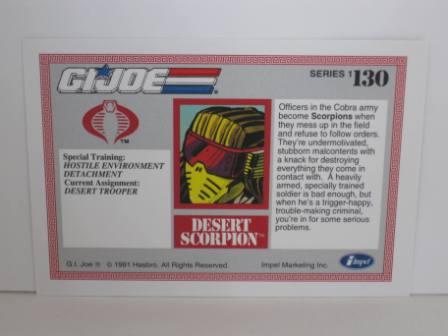 G.I.JOE
SERIES 1 130
Officers in the Cobra army
become Scorpions when
they mess up in the field
and refuse to follow orders.
They're undermotivated,
stubborn malcontents with
a knack for destroying
everything they come in
contact with. A heavily
armed, specially trained
soldier is bad enough, but
when he's a trigger-happy,
trouble-making criminal,
you're in for some serious
problems.
TM
Special Training:
HOSTILE ENVIRONMENT
DETACHMENT
Current Assignment:
DESERT TROOPER
DESERT
SCORPION™
G.I. Joe ® © 1991 Hasbro, All Rights Reserved.
Impel Marketing Inc.
impel